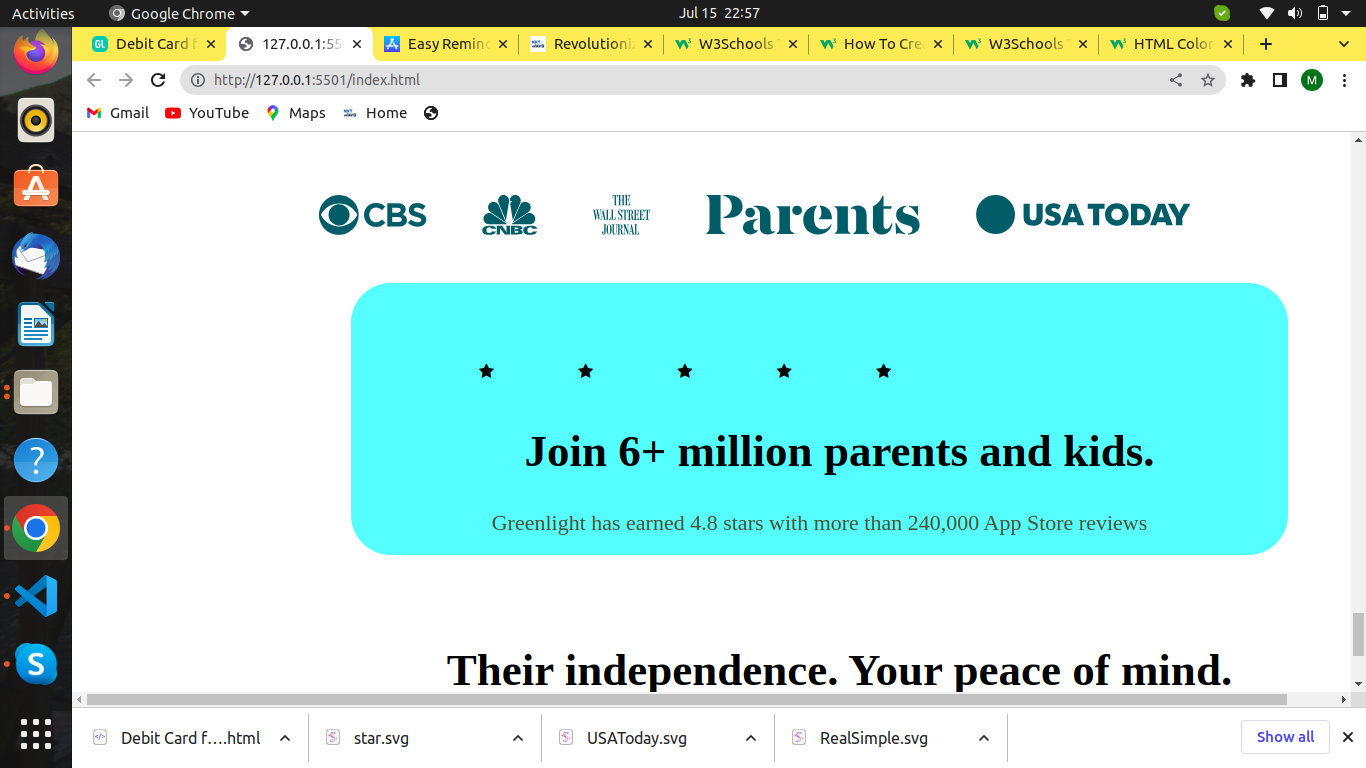 Activities
Google Chrome
Jul 15 22:57
GL
Debit Card f
127.0.0.1:550
Easy Remin
Revolutioni
W3Schools
How To Cre
W3Schools
HTML Color
http://127.0.0.1:5501/index.html
M
Gmail
YouTube
Maps
Home
CBS
CNBC
THE
WALL STREET
JOURNAL
Parents
USA TODAY
Join 6+ million parents and kids.
Greenlight has earned 4.8 stars with more than 240,000 App Store reviews
Their independence. Your peace of mind.
Debit Card f....html
star.svg
USAToday.svg
RealSimple.svg
Show all